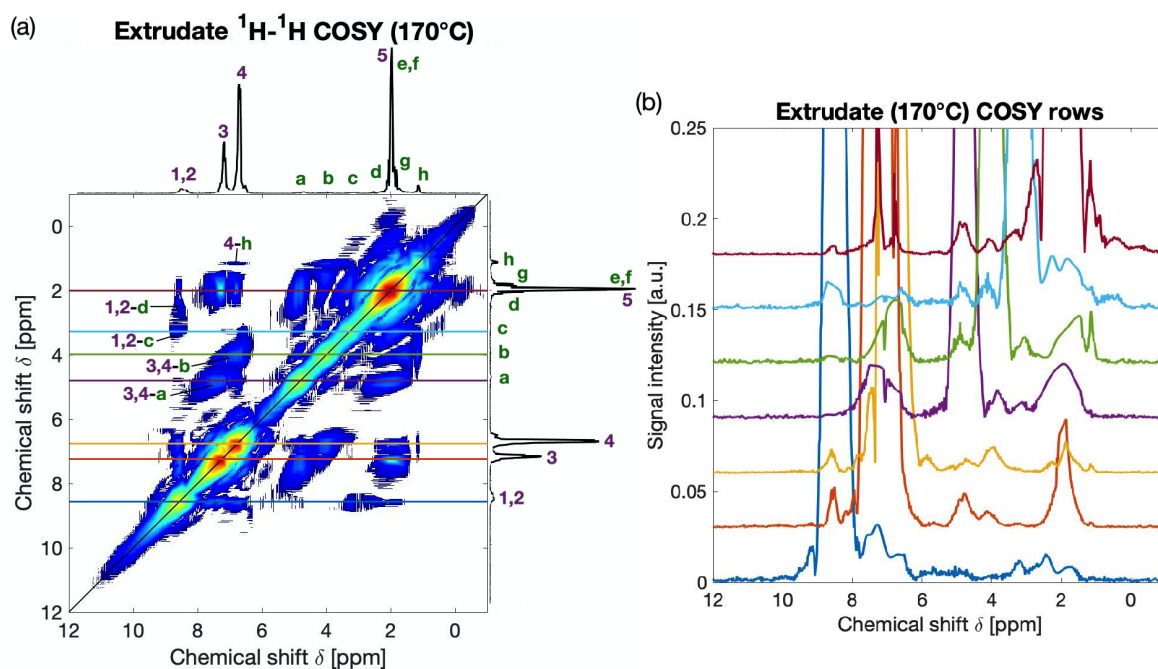 (a)
Extrudate ¹H-¹H COSY (170°C)
5
e,f
4
3
1,2
a
b
c
d
g
h
0
2
4
6
8
10
12
Chemical shift δ [ppm]
4-h
1,2-d
1,2-c
3,4-b
3,4-a
h
g
e,f
5
d
c
b
a
4
3
1,2
12
10
8
6
4
2
0
Chemical shift δ [ppm]
(b)
Extrudate (170°C) COSY rows
0.25
0.2
0.15
0.1
0.05
0
Signal intensity [a.u.]
12
10
8
6
4
2
0
Chemical shift δ [ppm]